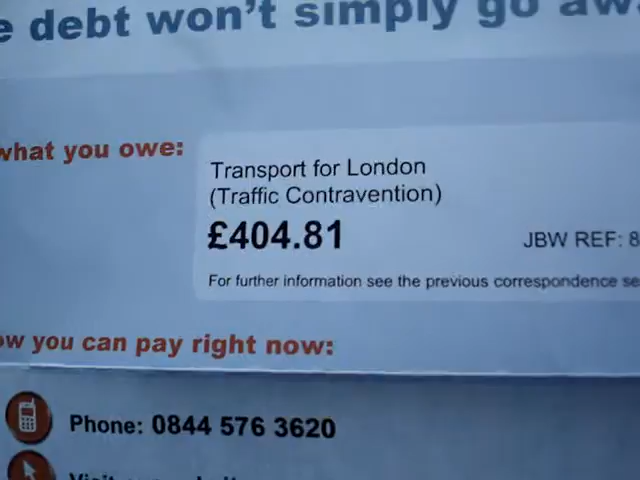 debt won't simply go
what you owe:
Transport for London
(Traffic Contravention)
£404.81
JBW REF: 8
For further information see the previous correspondence
you can pay right now:
Phone: 0844 576 3620